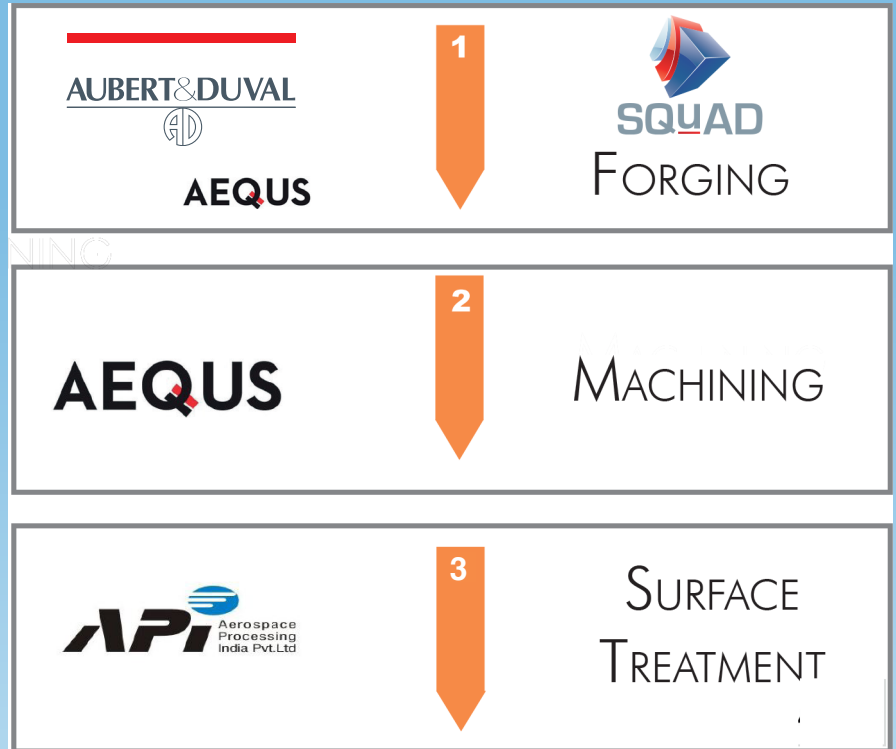 AUBERT&DUVAL
AD
AEQUS
1
SQuAD
FORGING
NING
AEQUS
2
MACHINING
APi
Aerospace
Processing
India Pvt.Ltd
3
SURFACE
TREATMENT